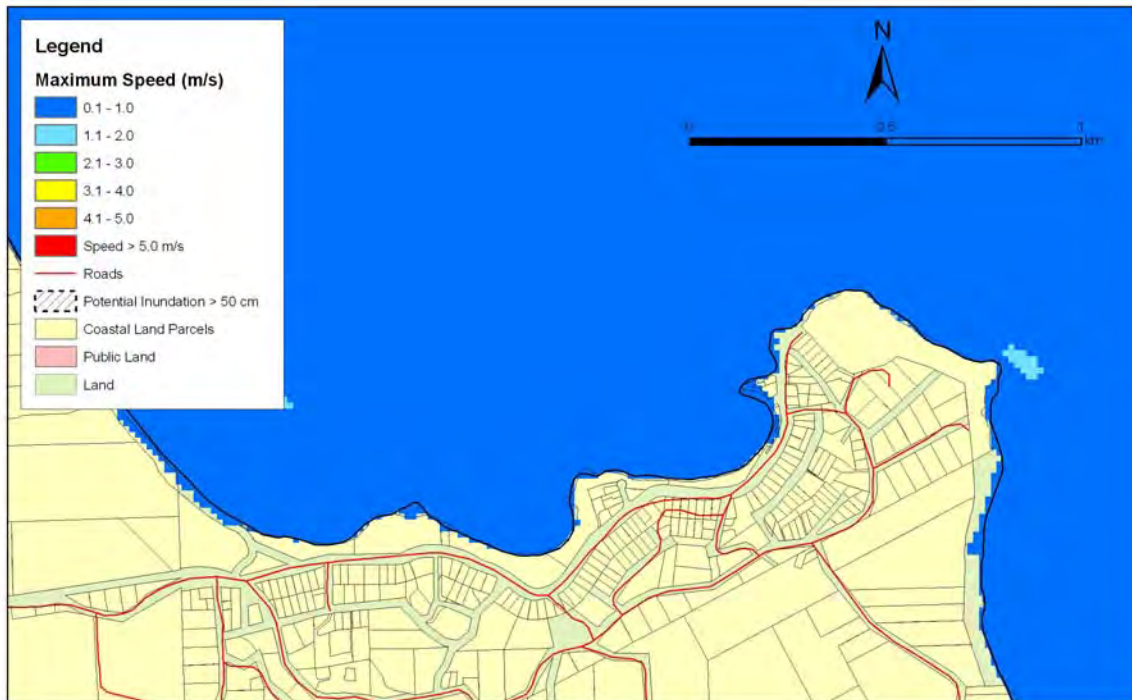 Legend
Maximum Speed (m/s)
0.1 - 1.0
1.1 - 2.0
2.1 - 3.0
3.1 - 4.0
4.1 - 5.0
Speed > 5.0 m/s
Roads
Potential Inundation > 50 cm
Coastal Land Parcels
Public Land
Land
N
0 0.5 1
km